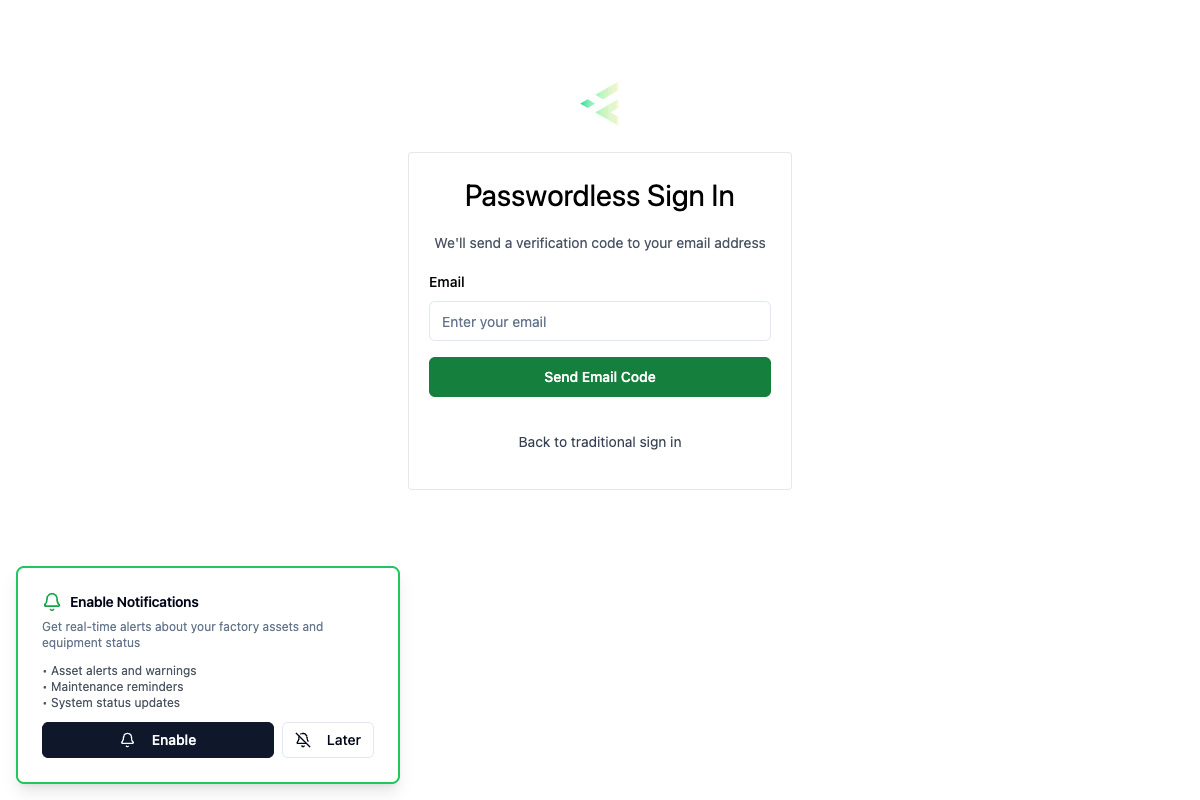 Passwordless Sign In
We'll send a verification code to your email address
Email
Enter your email
Send Email Code
Back to traditional sign in
Enable Notifications
Get real-time alerts about your factory assets and
equipment status
• Asset alerts and warnings
• Maintenance reminders
• System status updates
Enable
Later